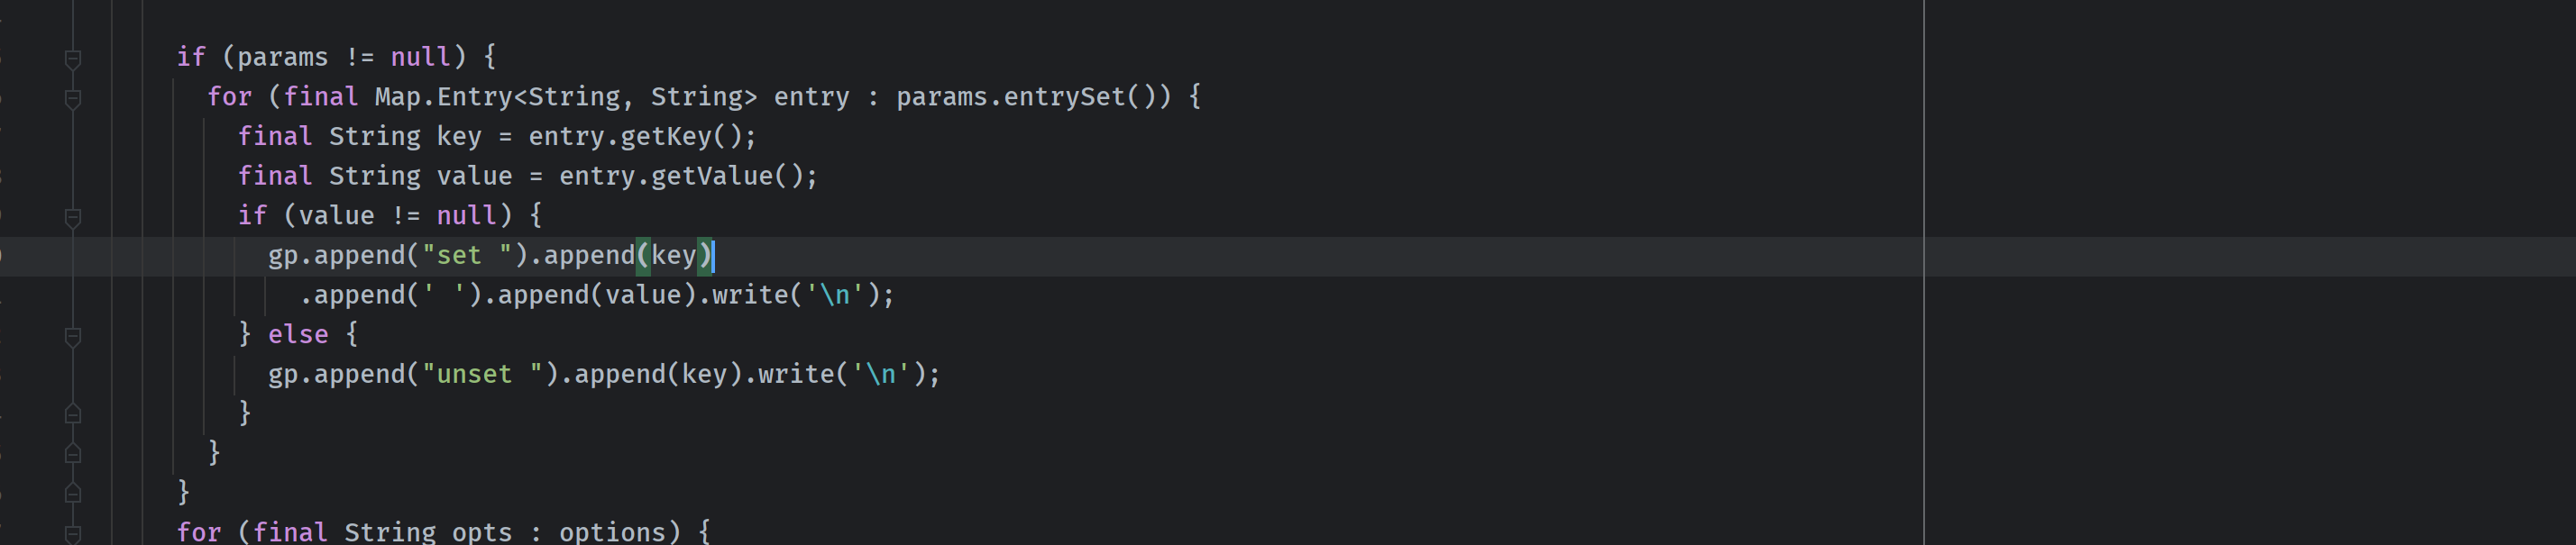 if (params != null) {
for (final Map.Entry<String, String> entry : params.entrySet()) {
final String key = entry.getKey();
final String value = entry.getValue();
if (value != null) {
gp.append("set ").append(key)
.append(' ').append(value).write('\n');
} else {
gp.append("unset ").append(key).write('\n');
}
}
}
for (final String opts : options) {